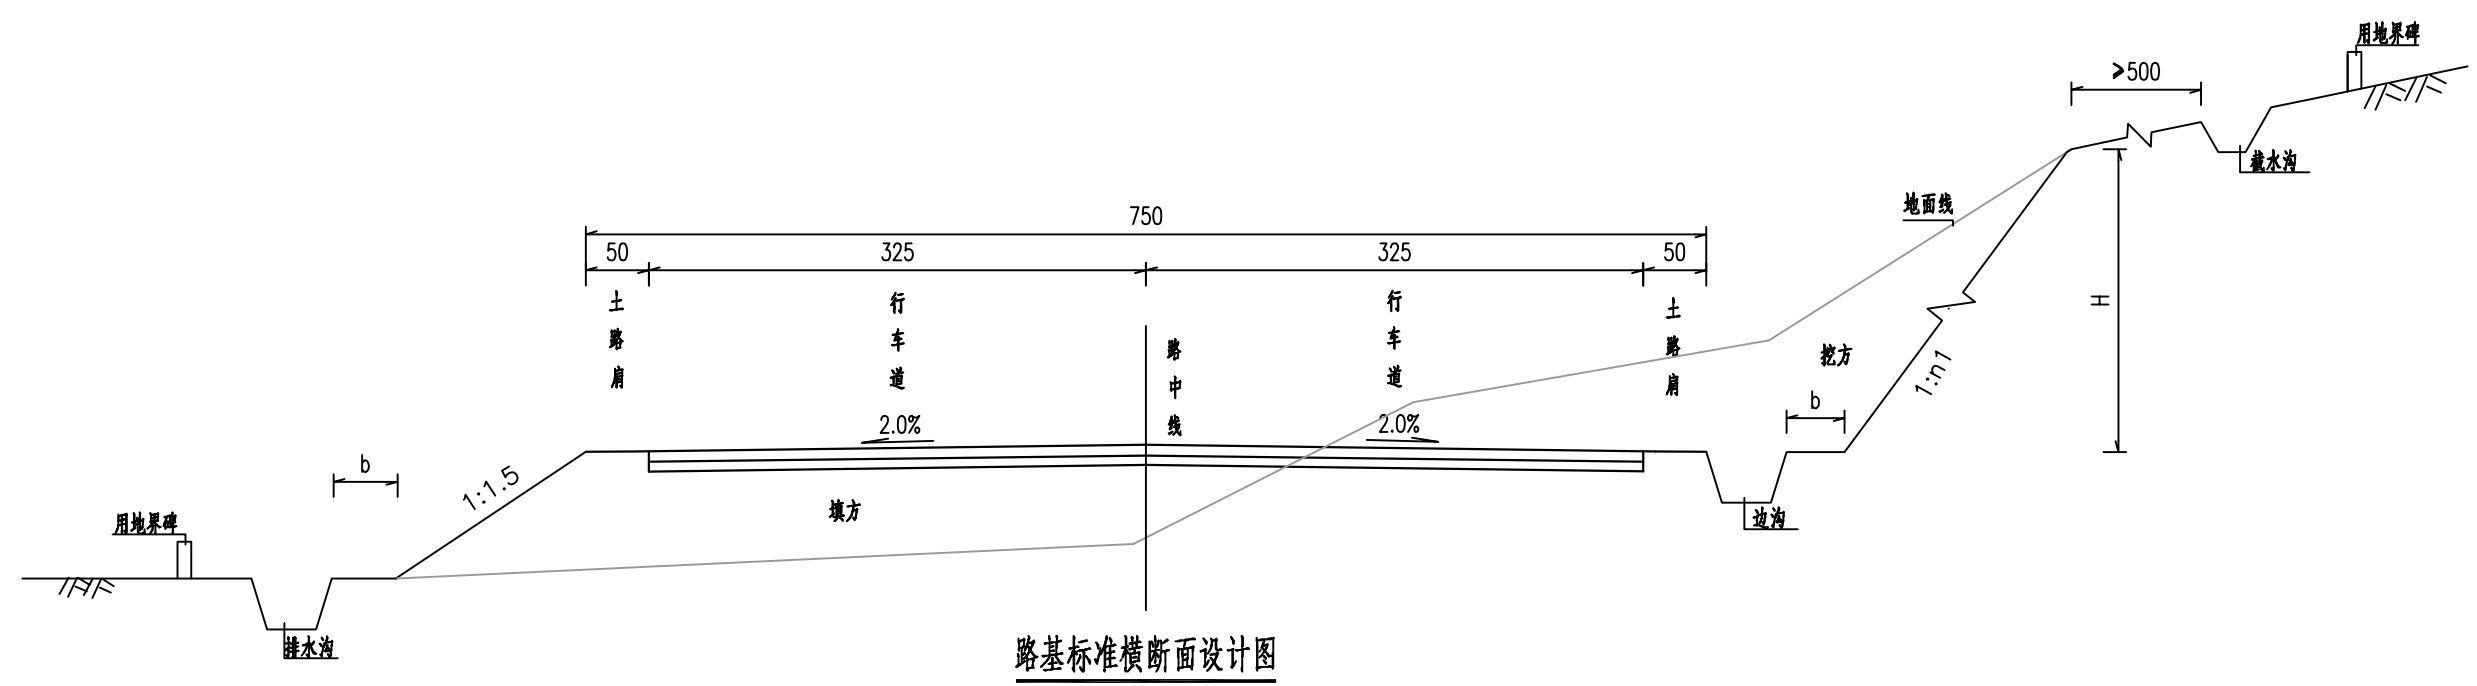 用地界碑
>500
截水沟
地面线
750
50
325
325
50
土路肩
行车道
路中线
行车道
土路肩
H
挖方
1:n1
b
2.0%
2.0%
b
1:1.5
填方
边沟
用地界碑
排水沟
路基标准横断面设计图